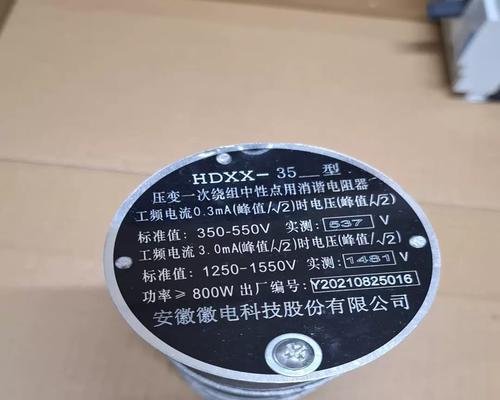 HDXX-35__型
压变一次绕组中性点用消谐电阻器
工频电流0.3mA(峰值/√2)时电压(峰值/√2)
标准值: 350-550V 实测: 537 V
工频电流3.0mA(峰值/√2)时电压(峰值/√2)
标准值: 1250-1550V 实测: 1481 V
功率≥800W 出厂编号: Y20210825016
安徽徽电科技股份有限公司